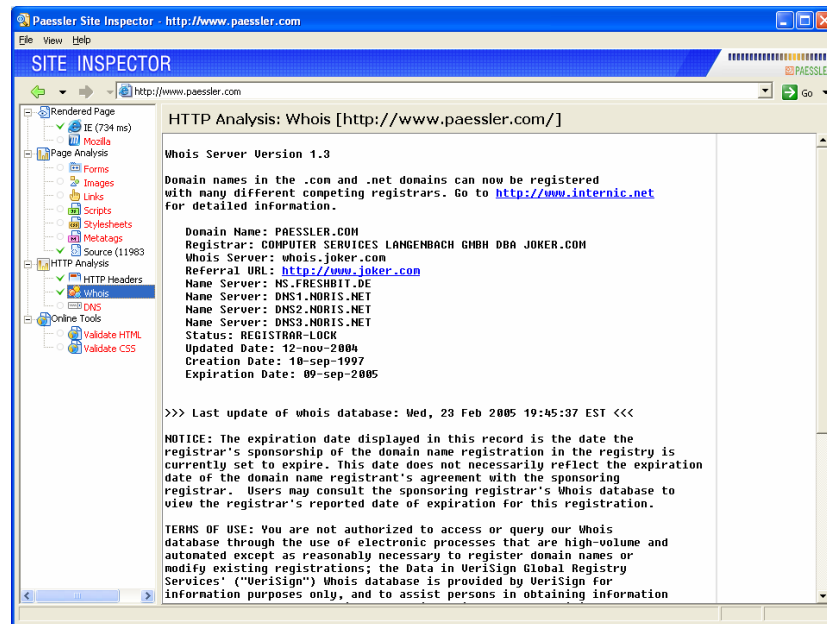 Paessler Site Inspector - http://www.paessler.com
File View Help
SITE INSPECTOR
PAESSLE
http://www.paessler.com
Go
Rendered Page
IE (734 ms)
Mozilla
Page Analysis
Forms
Images
Links
Scripts
Stylesheets
Metatags
Source (11983
HTTP Analysis
HTTP Headers
Whois
DNS
Online Tools
Validate HTML
Validate CSS
HTTP Analysis: Whois [http://www.paessler.com/]
Whois Server Version 1.3
Domain names in the .com and .net domains can now be registered
with many different competing registrars. Go to http://www.internic.net
for detailed information.
Domain Name: PAESSLER.COM
Registrar: COMPUTER SERVICES LANGENBACH GMBH DBA JOKER.COM
Whois Server: whois.joker.com
Referral URL: http://www.joker.com
Name Server: NS.FRESHBIT.DE
Name Server: DNS1.NORIS.NET
Name Server: DNS2.NORIS.NET
Name Server: DNS3.NORIS.NET
Status: REGISTRAR-LOCK
Updated Date: 12-nov-2004
Creation Date: 10-sep-1997
Expiration Date: 09-sep-2005
>>> Last update of whois database: Wed, 23 Feb 2005 19:45:37 EST <<<
NOTICE: The expiration date displayed in this record is the date the
registrar's sponsorship of the domain name registration in the registry is
currently set to expire. This date does not necessarily reflect the expiration
date of the domain name registrant's agreement with the sponsoring
registrar. Users may consult the sponsoring registrar's Whois database to
view the registrar's reported date of expiration for this registration.
TERMS OF USE: You are not authorized to access or query our Whois
database through the use of electronic processes that are high-volume and
automated except as reasonably necessary to register domain names or
modify existing registrations; the Data in VeriSign Global Registry
Services' ("VeriSign") Whois database is provided by VeriSign for
information purposes only, and to assist persons in obtaining information